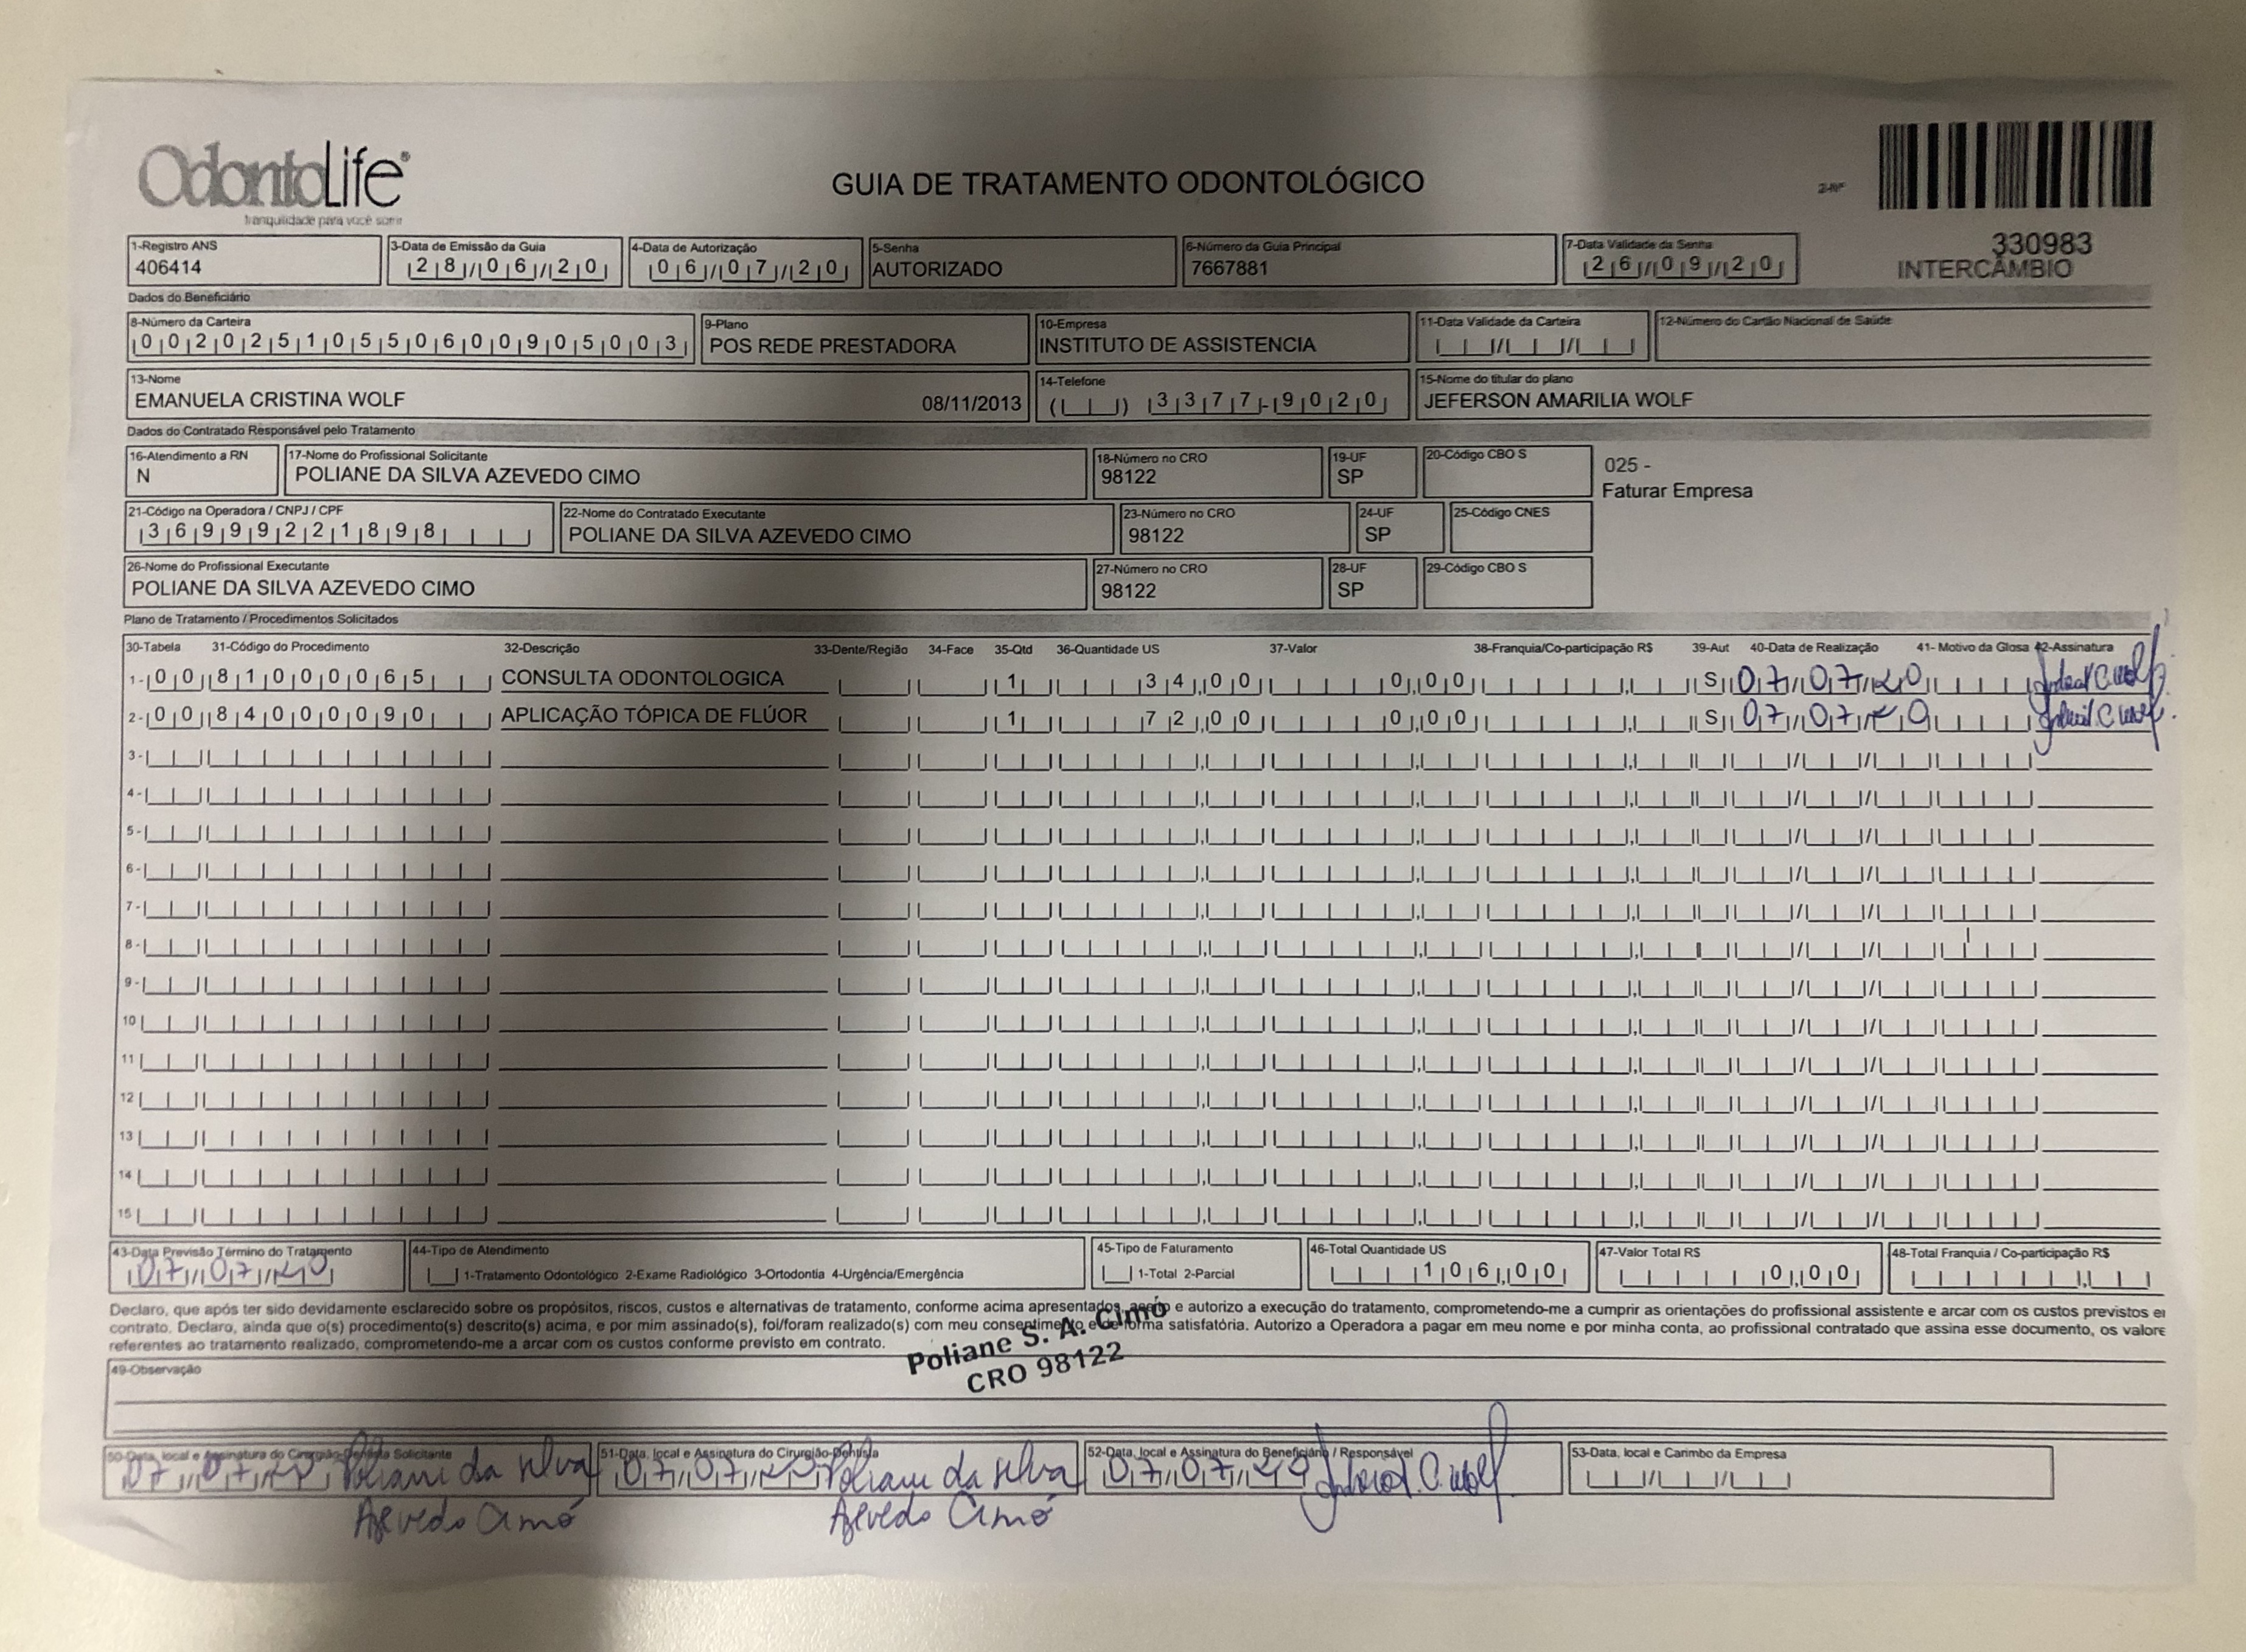 OdontoLife®
tranquilidade para você sorrir
GUIA DE TRATAMENTO ODONTOLÓGICO
2-Nº
330983
INTERCÂMBIO
1-Registro ANS
406414
3-Data de Emissão da Guia
28/06/20
4-Data de Autorização
06/07/20
5-Senha
AUTORIZADO
6-Número da Guia Principal
7667881
7-Data Validade da Senha
26/09/20
Dados do Beneficiário
8-Número da Carteira
00202510550600905003
9-Plano
POS REDE PRESTADORA
10-Empresa
INSTITUTO DE ASSISTENCIA
11-Data Validade da Carteira
12-Número do Cartão Nacional de Saúde
13-Nome
EMANUELA CRISTINA WOLF 08/11/2013
14-Telefone
( ) 3377-9020
15-Nome do titular do plano
JEFERSON AMARILIA WOLF
Dados do Contratado Responsável pelo Tratamento
16-Atendimento a RN
N
17-Nome do Profissional Solicitante
POLIANE DA SILVA AZEVEDO CIMO
18-Número no CRO
98122
19-UF
SP
20-Código CBO S
025 -
Faturar Empresa
21-Código na Operadora / CNPJ / CPF
36999221898
22-Nome do Contratado Executante
POLIANE DA SILVA AZEVEDO CIMO
23-Número no CRO
98122
24-UF
SP
25-Código CNES
26-Nome do Profissional Executante
POLIANE DA SILVA AZEVEDO CIMO
27-Número no CRO
98122
28-UF
SP
29-Código CBO S
Plano de Tratamento / Procedimentos Solicitados
30-Tabela 31-Código do Procedimento 32-Descrição 33-Dente/Região 34-Face 35-Qtd 36-Quantidade US 37-Valor 38-Franquia/Co-participação R$ 39-Aut 40-Data de Realização 41- Motivo da Glosa 42-Assinatura
1- 00 81000065 CONSULTA ODONTOLOGICA 1 34,00 0,00 S 07/07/20
2- 00 84000090 APLICAÇÃO TÓPICA DE FLÚOR 1 72,00 0,00 S 07/07/20
3-
4-
5-
6-
7-
8-
9-
10
11
12
13
14
15
43-Data Previsão Término do Tratamento
07/07/20
44-Tipo de Atendimento
1-Tratamento Odontológico 2-Exame Radiológico 3-Ortodontia 4-Urgência/Emergência
45-Tipo de Faturamento
1-Total 2-Parcial
46-Total Quantidade US
106,00
47-Valor Total R$
0,00
48-Total Franquia / Co-participação R$
Declaro, que após ter sido devidamente esclarecido sobre os propósitos, riscos, custos e alternativas de tratamento, conforme acima apresentados, aceito e autorizo a execução do tratamento, comprometendo-me a cumprir as orientações do profissional assistente e arcar com os custos previstos e
contrato. Declaro, ainda que o(s) procedimento(s) descrito(s) acima, e por mim assinado(s), foi/foram realizado(s) com meu consentimento e de forma satisfatória. Autorizo a Operadora a pagar em meu nome e por minha conta, ao profissional contratado que assina esse documento, os valore
referentes ao tratamento realizado, comprometendo-me a arcar com os custos conforme previsto em contrato.
Poliane S. A. Cimó
CRO 98122
49-Observação
50-Data, local e Assinatura do Cirurgião-Dentista Solicitante
07/07/20 Poliani da Silva
Azevedo Cimó
51-Data, local e Assinatura do Cirurgião-Dentista
07/07/20 Poliani da Silva
Azevedo Cimó
52-Data, local e Assinatura do Beneficiário / Responsável
07/07/20 C. Wolf
53-Data, local e Carimbo da Empresa